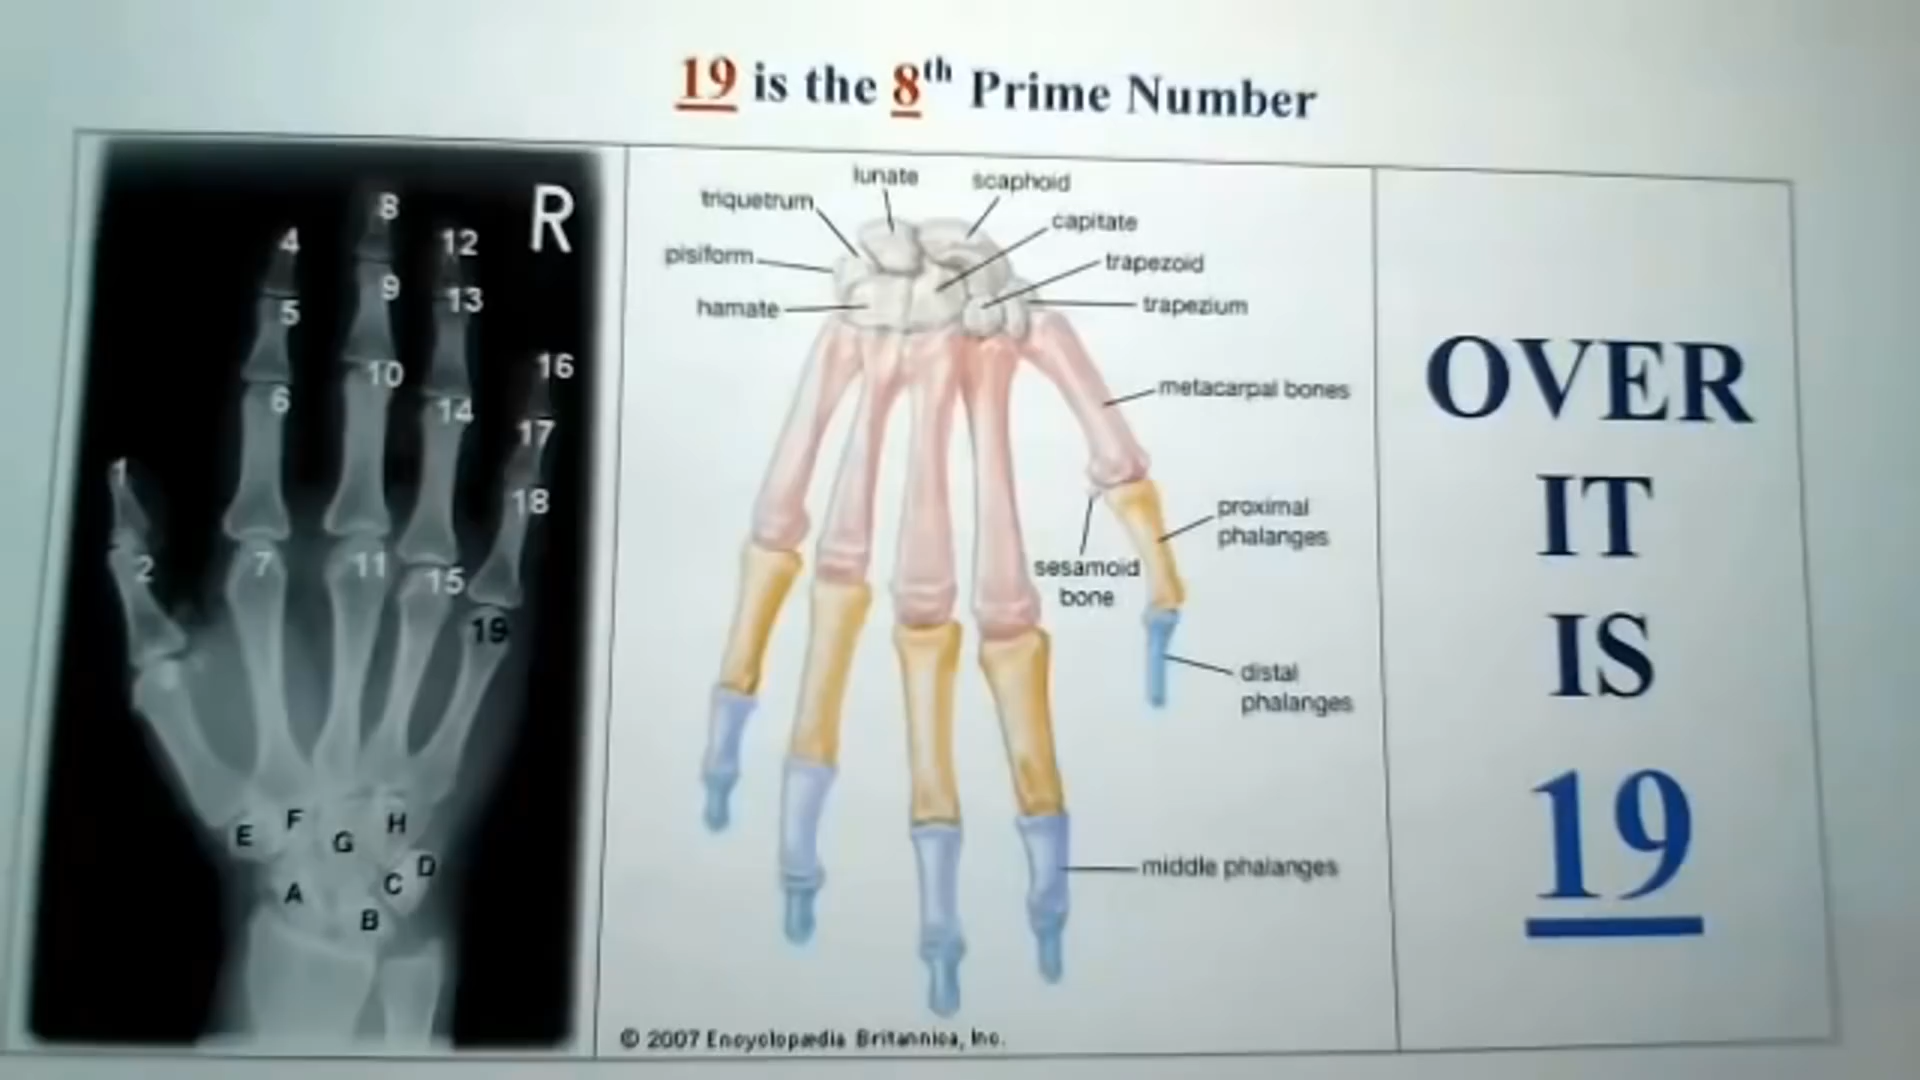 19 is the 8th Prime Number
R
8
4
12
9
13
5
16
10
6
14
17
1
18
2
7
11
15
19
F
H
E
G
D
A
C
B
lunate
scaphoid
triquetrum
capitate
pisiform
trapezoid
hamate
trapezium
metacarpal bones
proximal
phalanges
sesamoid
bone
distal
phalanges
middle phalanges
© 2007 Encyclopædia Britannica, Inc.
OVER
IT
IS
19